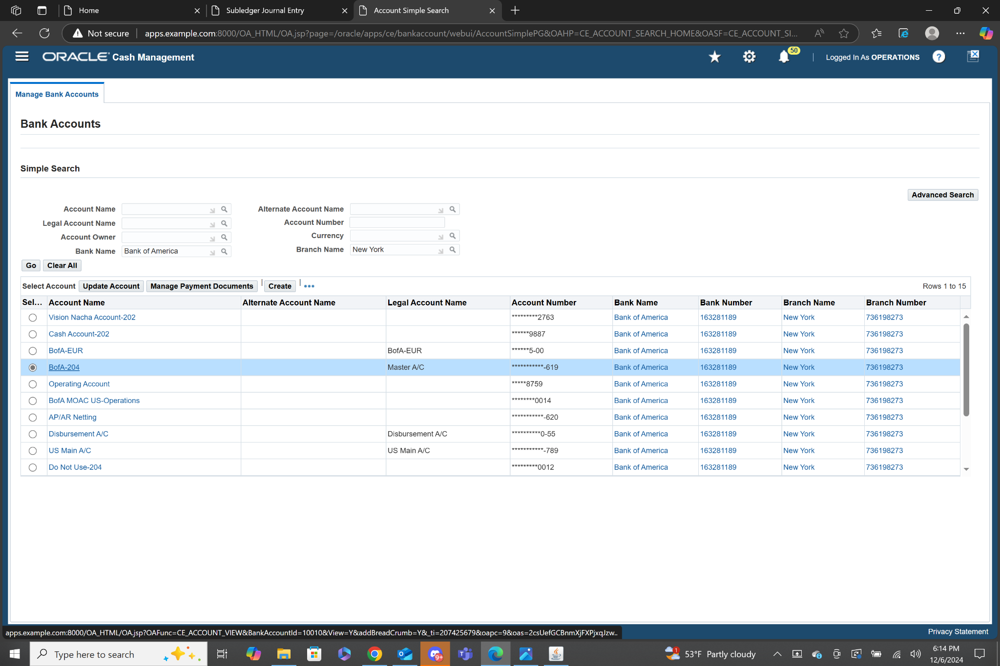 Home
Subledger Journal Entry
Account Simple Search
Not secure
apps.example.com:8000/OA_HTML/OA.jsp?page=/oracle/apps/ce/bankaccount/webui/AccountSimplePG&OAHP=CE_ACCOUNT_SEARCH_HOME&OASF=CE_ACCOUNT_SI...
ORACLE Cash Management
50
Logged In As OPERATIONS
Manage Bank Accounts
Bank Accounts
Simple Search
Advanced Search
Account Name
Alternate Account Name
Legal Account Name
Account Number
Account Owner
Currency
Bank Name Bank of America
Branch Name New York
Go Clear All
Select Account Update Account Manage Payment Documents | Create | ••• Rows 1 to 15
Sel... Account Name Alternate Account Name Legal Account Name Account Number Bank Name Bank Number Branch Name Branch Number
Vision Nacha Account-202 *********2763 Bank of America 163281189 New York 736198273
Cash Account-202 ******9887 Bank of America 163281189 New York 736198273
BofA-EUR BofA-EUR ******5-00 Bank of America 163281189 New York 736198273
BofA-204 Master A/C ***********-619 Bank of America 163281189 New York 736198273
Operating Account *****8759 Bank of America 163281189 New York 736198273
BofA MOAC US-Operations ********0014 Bank of America 163281189 New York 736198273
AP/AR Netting ***********-620 Bank of America 163281189 New York 736198273
Disbursement A/C Disbursement A/C **********0-55 Bank of America 163281189 New York 736198273
US Main A/C US Main A/C ***********-789 Bank of America 163281189 New York 736198273
Do Not Use-204 *********0012 Bank of America 163281189 New York 736198273
apps.example.com:8000/OA_HTML/OA.jsp?OAFunc=CE_ACCOUNT_VIEW&BankAccountId=10010&View=Y&addBreadCrumb=Y&_ti=207425679&oapc=9&oas=2csUefGCBnmXjFXPjxqJzw..
Privacy Statement
Type here to search
9+
1
53°F Partly cloudy
6:14 PM
12/6/2024